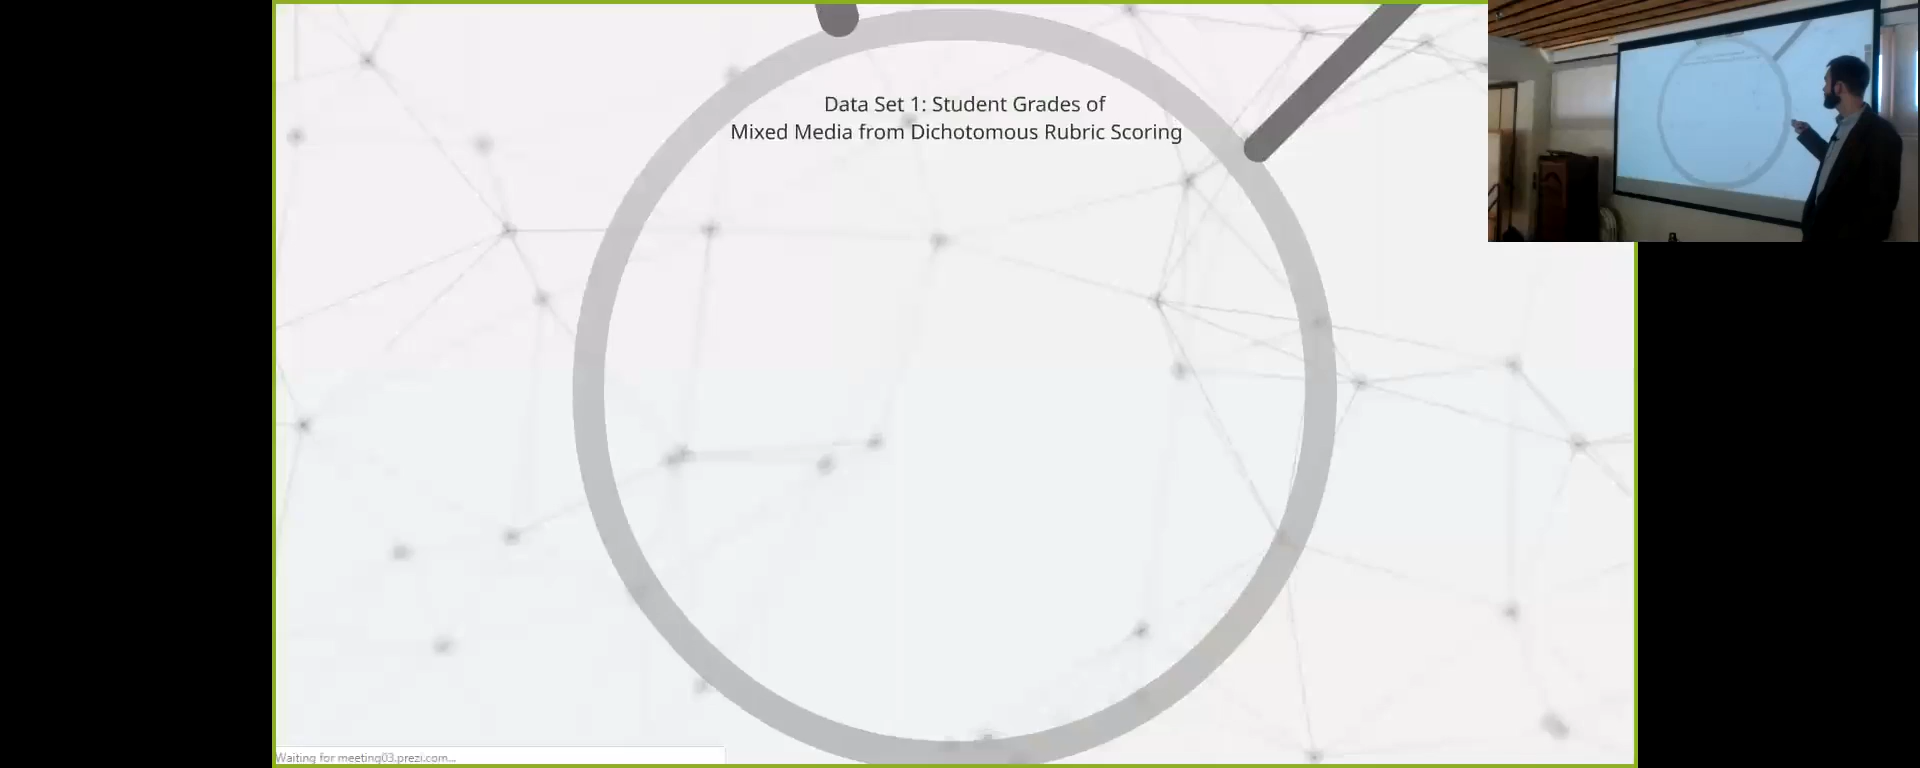 Data Set 1: Student Grades of
Mixed Media from Dichotomous Rubric Scoring
Waiting for meeting03.prezi.com...